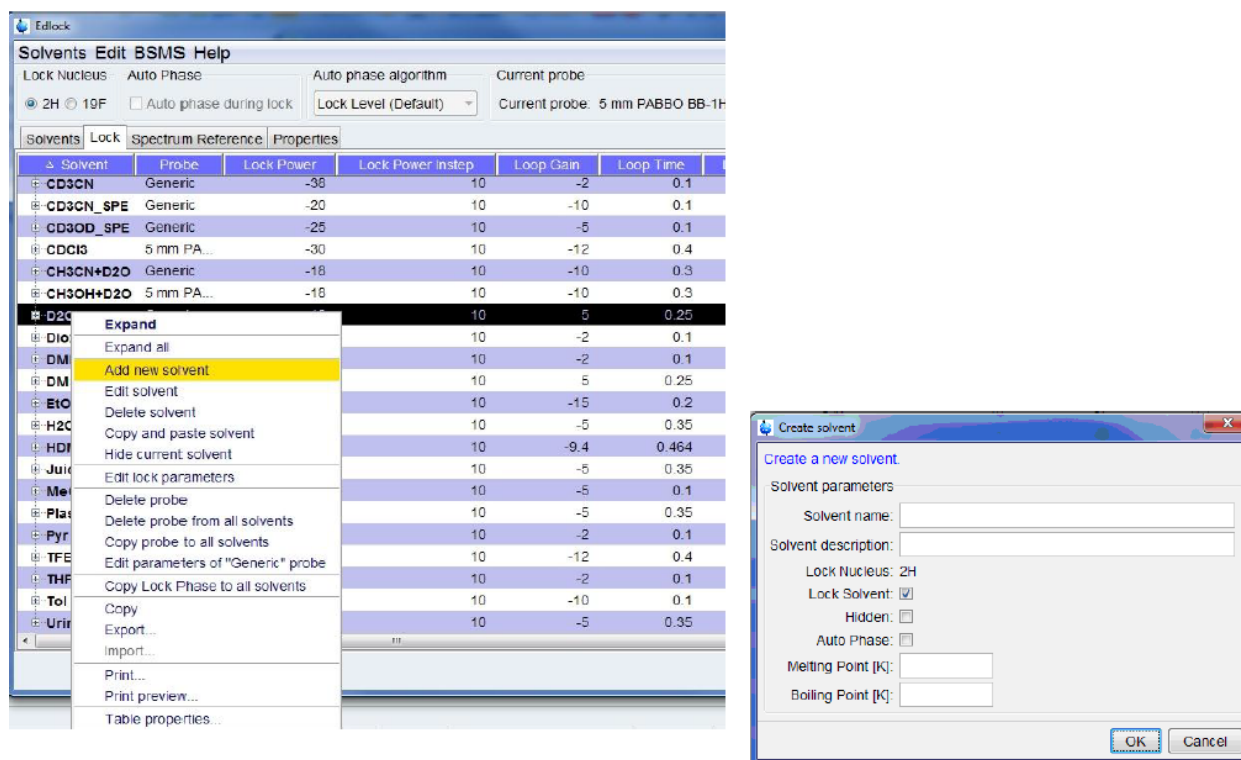 Edlock
Solvents Edit BSMS Help
Lock Nucleus Auto Phase Auto phase algorithm Current probe
2H 19F Auto phase during lock Lock Level (Default) Current probe: 5 mm PABBO BB-1H
Solvents Lock Spectrum Reference Properties
Solvent Probe Lock Power Lock Power Instep Loop Gain Loop Time
CD3CN Generic -38 10 -2 0.1
CD3CN_SPE Generic -20 10 -10 0.1
CD3OD_SPE Generic -25 10 -5 0.1
CDCl3 5 mm PA... -30 10 -12 0.4
CH3CN+D2O Generic -18 10 -10 0.3
CH3OH+D2O 5 mm PA... -18 10 -10 0.3
10 5 0.25
Dio 10 -2 0.1
DM 10 -2 0.1
DM 10 5 0.25
EtO 10 -15 0.2
10 -5 0.35
10 -9.4 0.464
Juic 10 -5 0.35
10 -5 0.1
Plas 10 -5 0.35
Pyr 10 -2 0.1
TFE 10 -12 0.4
10 -2 0.1
Tol 10 -10 0.1
Urin 10 -5 0.35
Expand
Expand all
Add new solvent
Edit solvent
Delete solvent
Copy and paste solvent
Hide current solvent
Edit lock parameters
Delete probe
Delete probe from all solvents
Copy probe to all solvents
Edit parameters of "Generic" probe
Copy Lock Phase to all solvents
Copy
Export...
Import...
Print...
Print preview...
Table properties...
Create solvent
Create a new solvent.
Solvent parameters
Solvent name:
Solvent description:
Lock Nucleus: 2H
Lock Solvent:
Hidden:
Auto Phase:
Melting Point [K]:
Boiling Point [K]:
OK Cancel